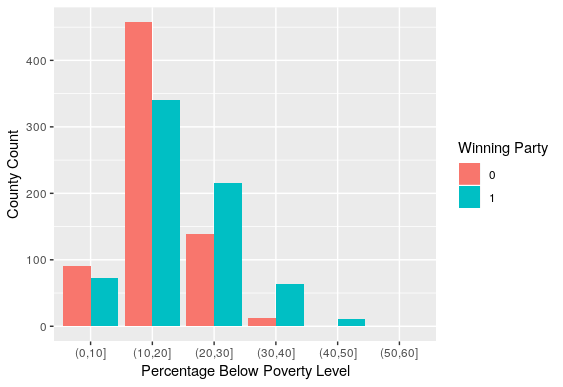 400
300
200
100
0
County Count
(0,10] (10,20] (20,30] (30,40] (40,50] (50,60]
Percentage Below Poverty Level
Winning Party
0
1